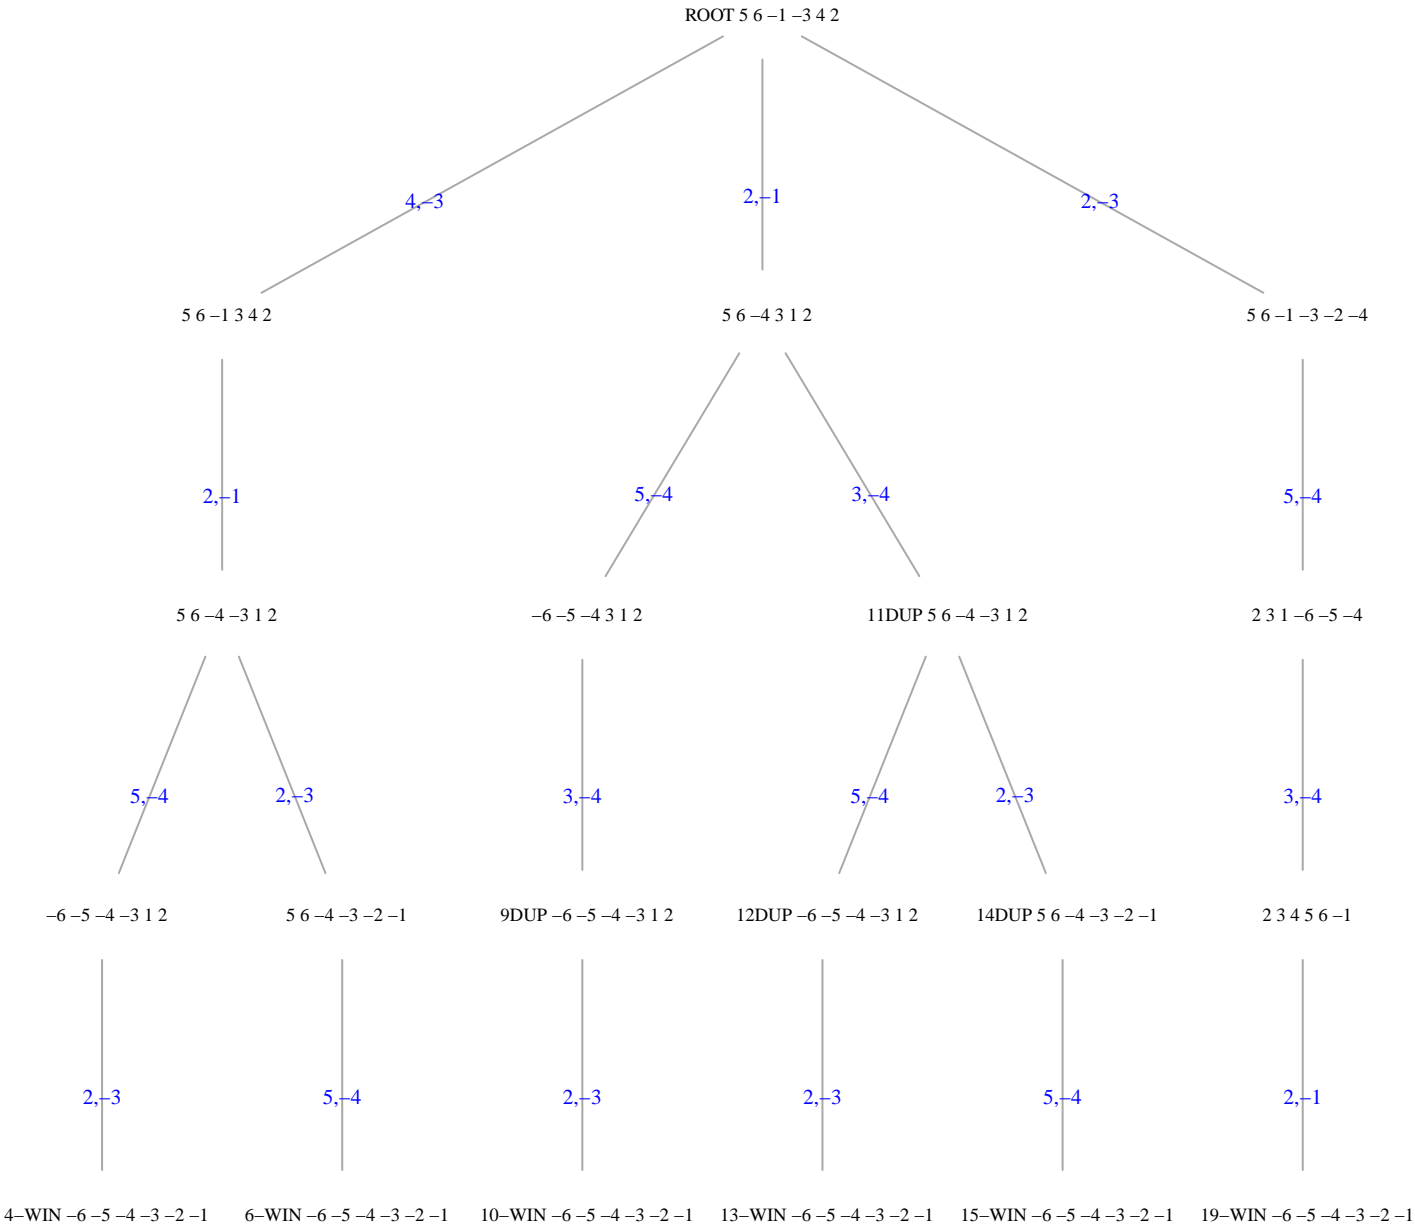 ROOT 5 6 –1 –3 4 2
4,–3
2,–1
2,–3
5 6 –1 3 4 2
5 6 –4 3 1 2
5 6 –1 –3 –2 –4
2,–1
5,–4
3,–4
5,–4
5 6 –4 –3 1 2
–6 –5 –4 3 1 2
11DUP 5 6 –4 –3 1 2
2 3 1 –6 –5 –4
5,–4
2,–3
3,–4
5,–4
2,–3
3,–4
–6 –5 –4 –3 1 2
5 6 –4 –3 –2 –1
9DUP –6 –5 –4 –3 1 2
12DUP –6 –5 –4 –3 1 2
14DUP 5 6 –4 –3 –2 –1
2 3 4 5 6 –1
2,–3
5,–4
2,–3
2,–3
5,–4
2,–1
4–WIN –6 –5 –4 –3 –2 –1
6–WIN –6 –5 –4 –3 –2 –1
10–WIN –6 –5 –4 –3 –2 –1
13–WIN –6 –5 –4 –3 –2 –1
15–WIN –6 –5 –4 –3 –2 –1
19–WIN –6 –5 –4 –3 –2 –1